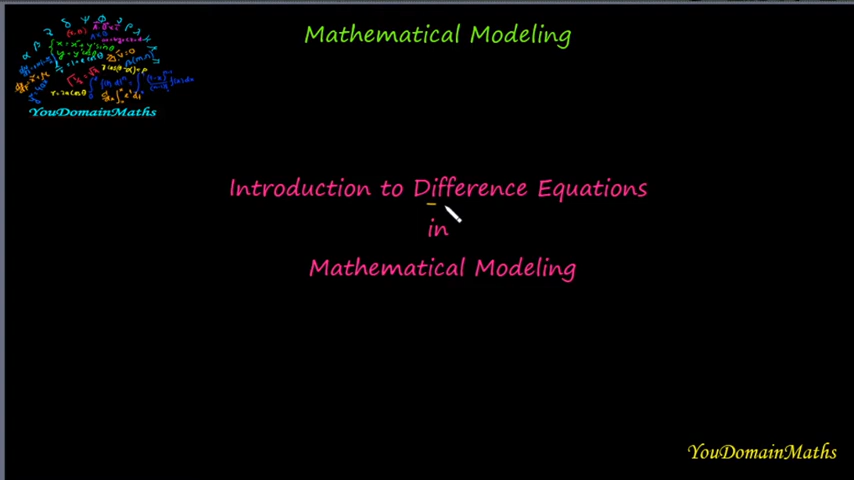 Mathematical Modeling
YouDomainMaths
Introduction to Difference Equations
in
Mathematical Modeling
YouDomainMaths